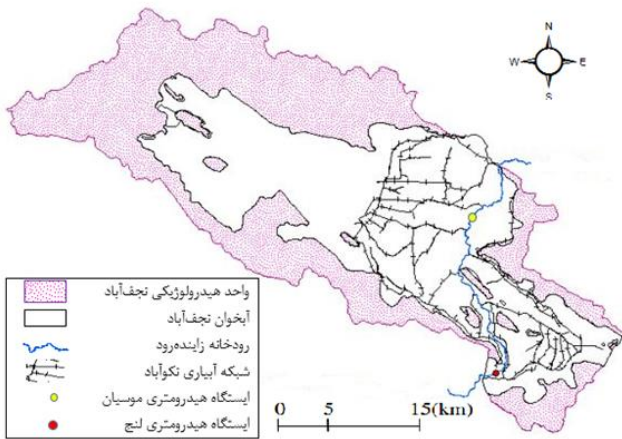 N
W E
S
واحد هیدرولوژیکی نجف‌آباد
آبخوان نجف‌آباد
رودخانه زاینده‌رود
شبکه آبیاری نکوآباد
ایستگاه هیدرومتری موسیان
ایستگاه هیدرومتری لنج
0 5 15(km)